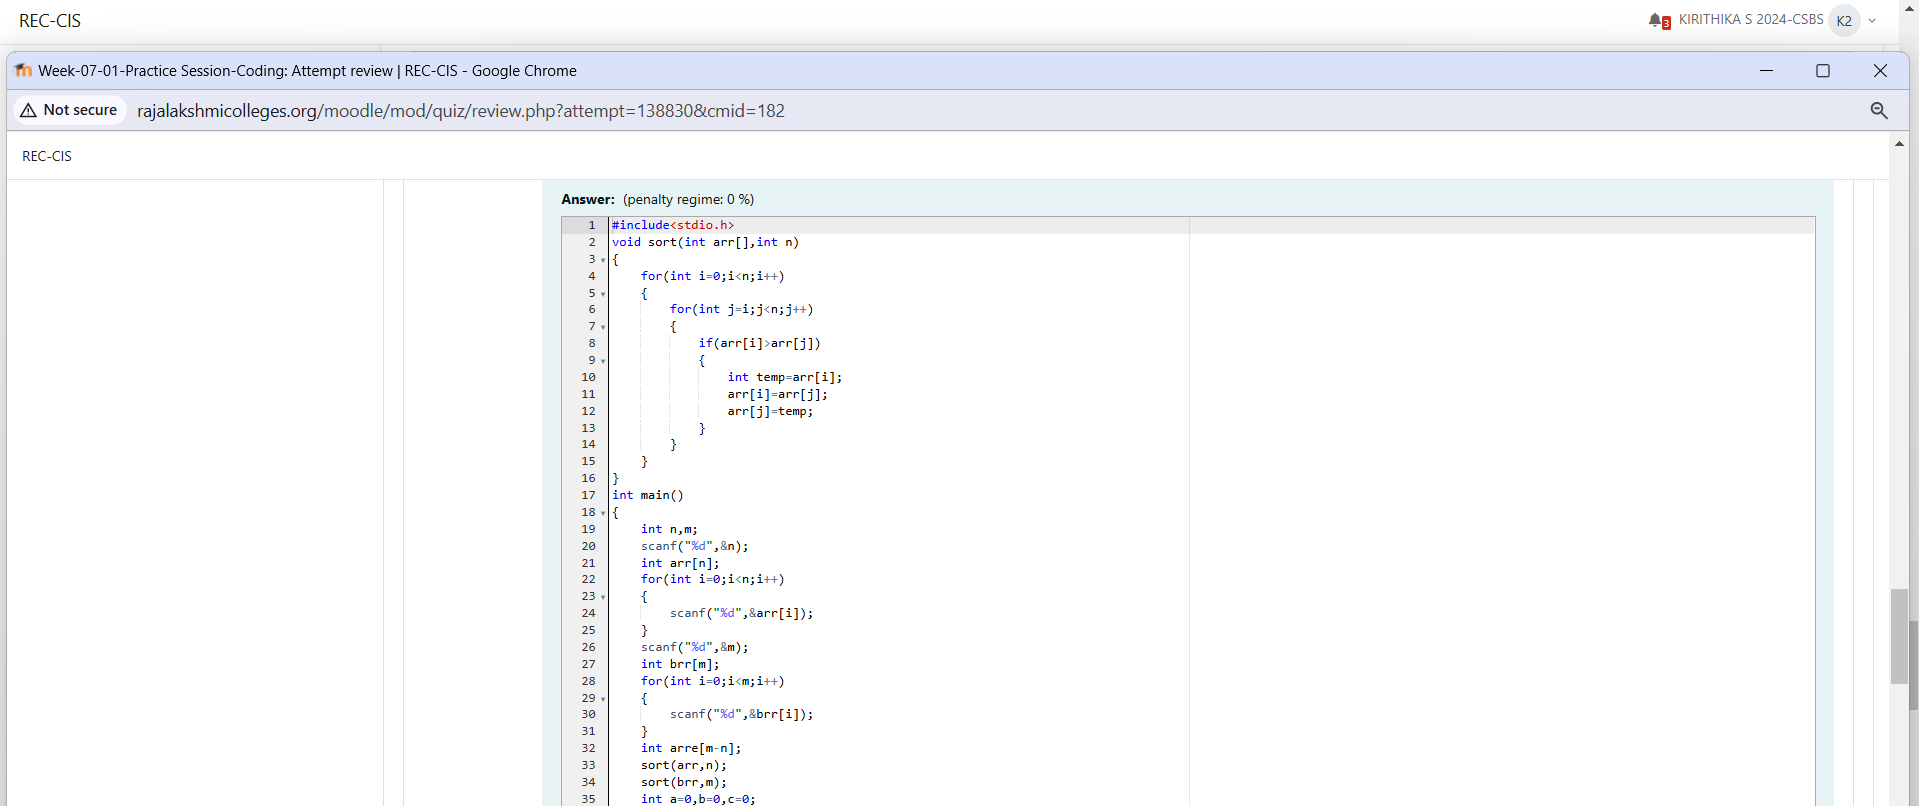 REC-CIS
3 KIRITHIKA S 2024-CSBS K2
Week-07-01-Practice Session-Coding: Attempt review | REC-CIS - Google Chrome
Not secure rajalakshmicolleges.org/moodle/mod/quiz/review.php?attempt=138830&cmid=182
REC-CIS
Answer: (penalty regime: 0 %)
1 #include<stdio.h>
2 void sort(int arr[],int n)
3 {
4     for(int i=0;i<n;i++)
5     {
6         for(int j=i;j<n;j++)
7         {
8             if(arr[i]>arr[j])
9             {
10                 int temp=arr[i];
11                 arr[i]=arr[j];
12                 arr[j]=temp;
13             }
14         }
15     }
16 }
17 int main()
18 {
19     int n,m;
20     scanf("%d",&n);
21     int arr[n];
22     for(int i=0;i<n;i++)
23     {
24         scanf("%d",&arr[i]);
25     }
26     scanf("%d",&m);
27     int brr[m];
28     for(int i=0;i<m;i++)
29     {
30         scanf("%d",&brr[i]);
31     }
32     int arre[m-n];
33     sort(arr,n);
34     sort(brr,m);
35     int a=0,b=0,c=0;